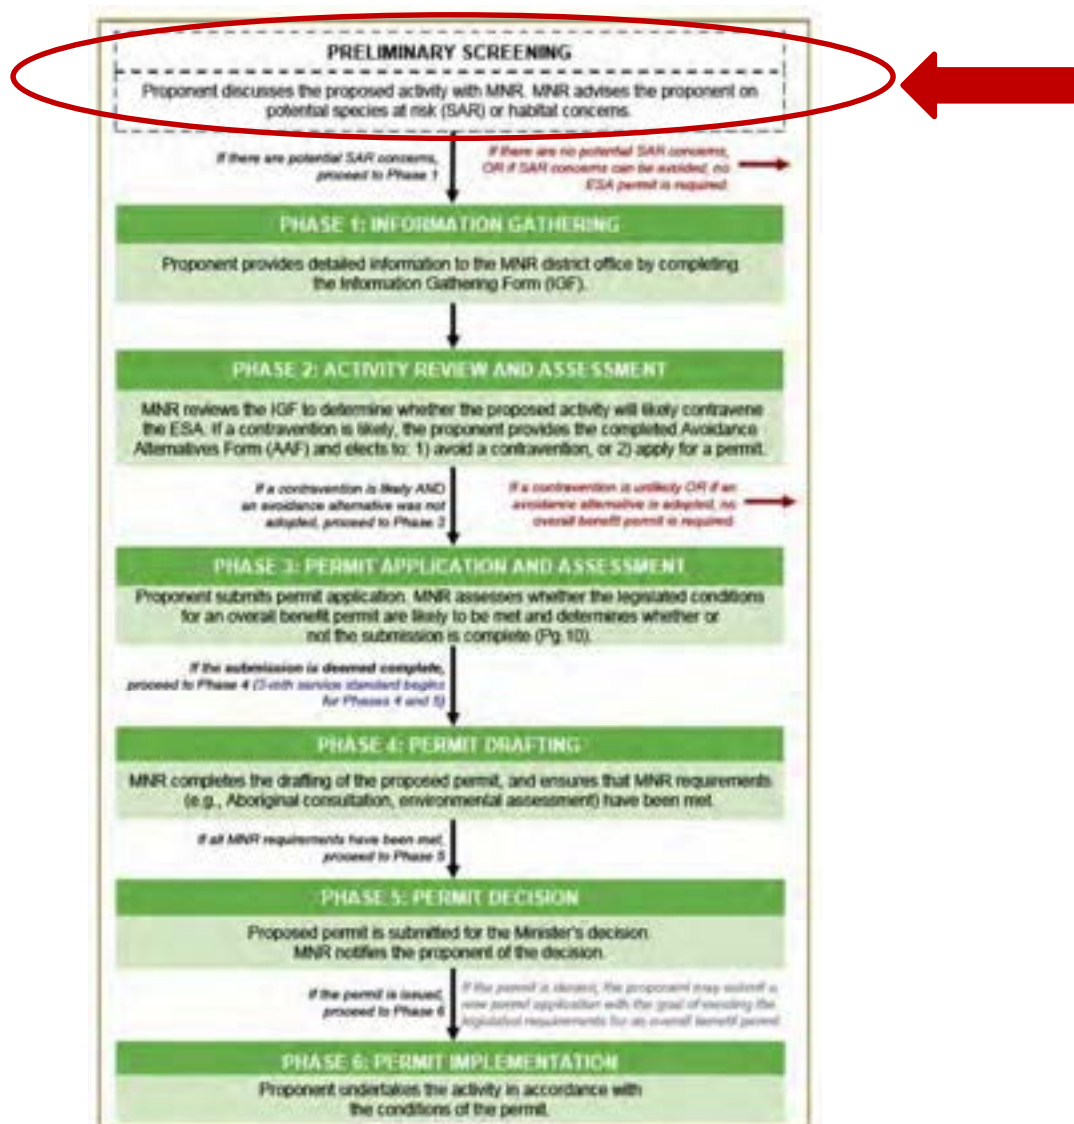 PRELIMINARY SCREENING
Proponent discusses the proposed activity with MNR. MNR advises the proponent on
potential species at risk (SAR) or habitat concerns.
If there are potential SAR concerns,
proceed to Phase 1
If there are no potential SAR concerns,
OR if SAR concerns can be avoided, no
ESA permit is required.
PHASE 1: INFORMATION GATHERING
Proponent provides detailed information to the MNR district office by completing
the Information Gathering Form (IGF).
PHASE 2: ACTIVITY REVIEW AND ASSESSMENT
MNR reviews the IGF to determine whether the proposed activity will likely contravene
the ESA. If a contravention is likely, the proponent provides the completed Avoidance
Alternatives Form (AAF) and elects to: 1) avoid a contravention, or 2) apply for a permit.
If a contravention is likely AND
an avoidance alternative was not
adopted, proceed to Phase 3
If a contravention is unlikely OR if an
avoidance alternative is adopted, no
overall benefit permit is required.
PHASE 3: PERMIT APPLICATION AND ASSESSMENT
Proponent submits permit application. MNR assesses whether the legislated conditions
for an overall benefit permit are likely to be met and determines whether or
not the submission is complete (Pg.10).
If the submission is deemed complete,
proceed to Phase 4 (3-mth service standard begins
for Phases 4 and 5)
PHASE 4: PERMIT DRAFTING
MNR completes the drafting of the proposed permit, and ensures that MNR requirements
(e.g., Aboriginal consultation, environmental assessment) have been met.
If all MNR requirements have been met,
proceed to Phase 5
PHASE 5: PERMIT DECISION
Proposed permit is submitted for the Minister's decision.
MNR notifies the proponent of the decision.
If the permit is issued,
proceed to Phase 6
If the permit is denied, the proponent may submit a
new permit application with the goal of meeting the
legislated requirements for an overall benefit permit
PHASE 6: PERMIT IMPLEMENTATION
Proponent undertakes the activity in accordance with
the conditions of the permit.